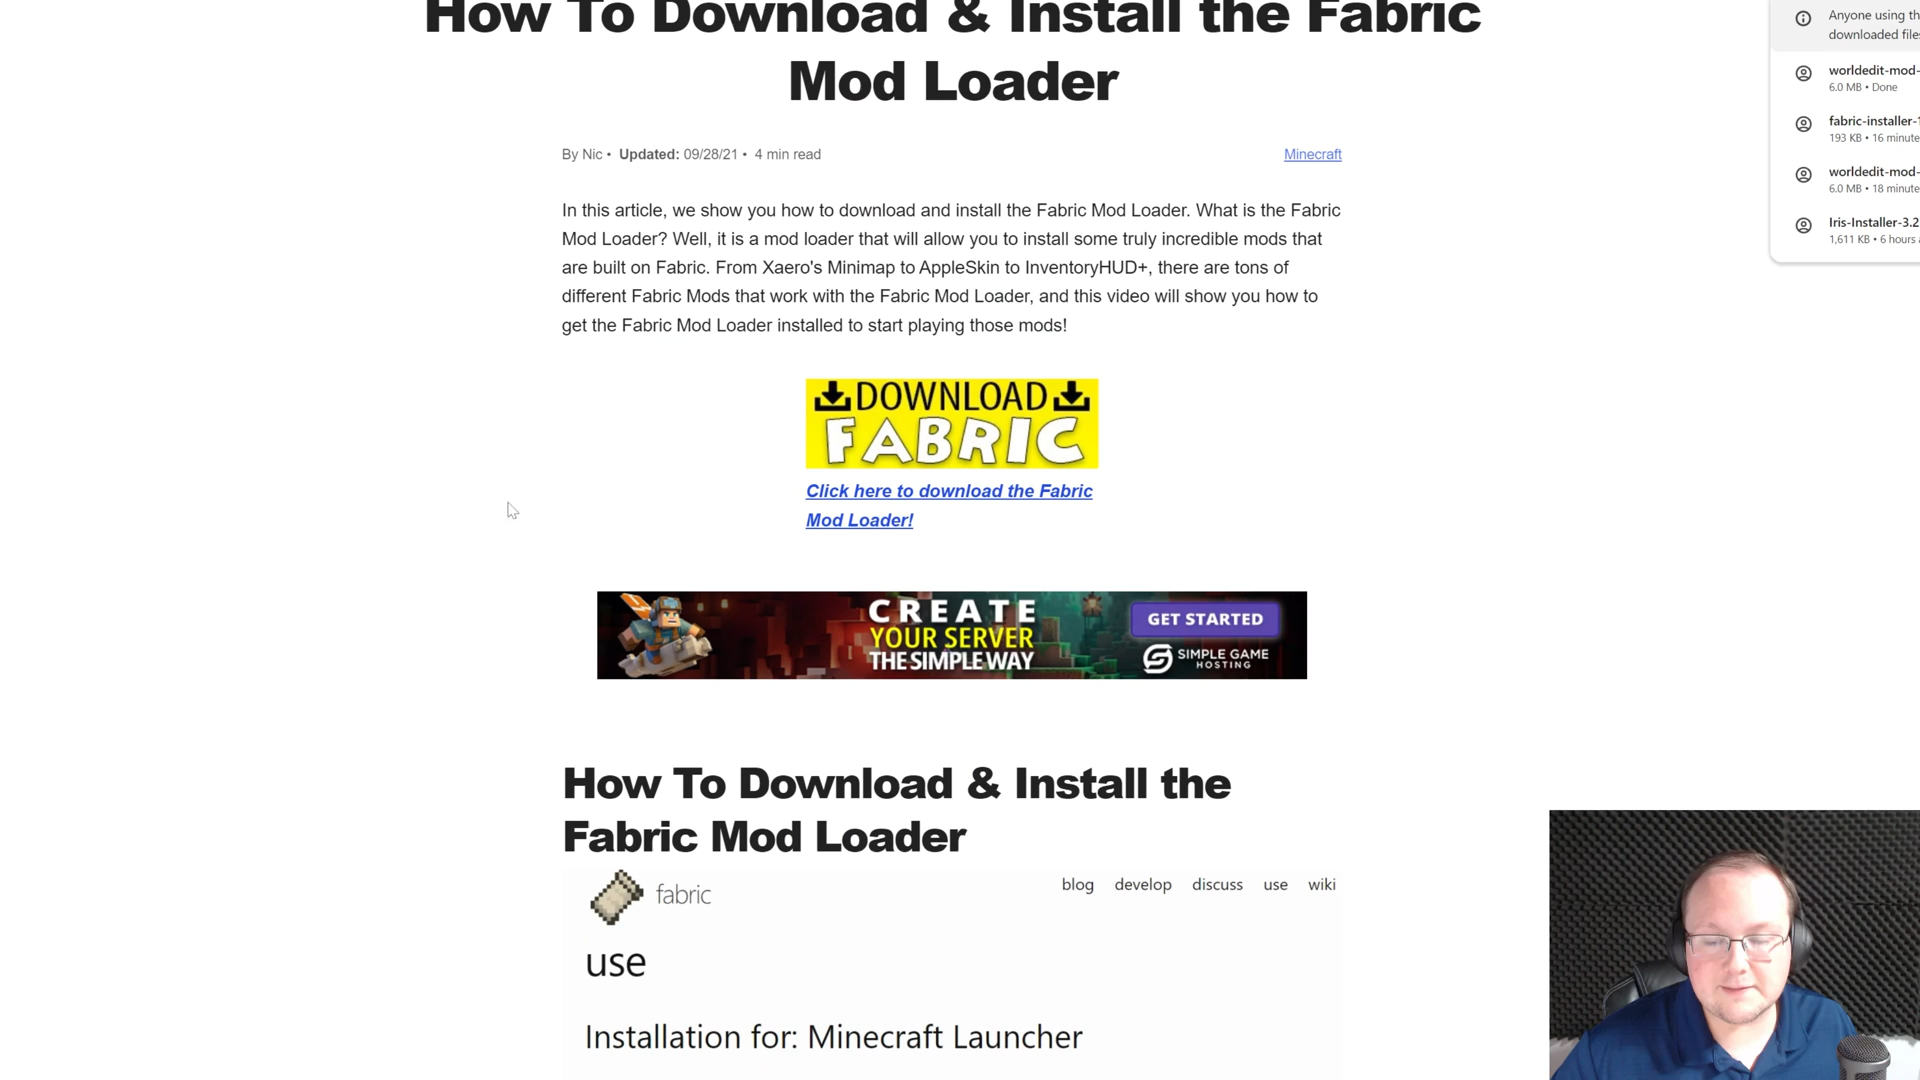 How To Download & Install the Fabric
Mod Loader
By Nic • Updated: 09/28/21 • 4 min read
Minecraft
In this article, we show you how to download and install the Fabric Mod Loader. What is the Fabric
Mod Loader? Well, it is a mod loader that will allow you to install some truly incredible mods that
are built on Fabric. From Xaero's Minimap to AppleSkin to InventoryHUD+, there are tons of
different Fabric Mods that work with the Fabric Mod Loader, and this video will show you how to
get the Fabric Mod Loader installed to start playing those mods!
DOWNLOAD
FABRIC
Click here to download the Fabric
Mod Loader!
CREATE
YOUR SERVER
THE SIMPLE WAY
GET STARTED
SIMPLE GAME
HOSTING
How To Download & Install the
Fabric Mod Loader
fabric
blog develop discuss use wiki
use
Installation for: Minecraft Launcher
Anyone using th
downloaded file
worldedit-mod-
6.0 MB • Done
fabric-installer-
193 KB • 16 minute
worldedit-mod-
6.0 MB • 18 minute
Iris-Installer-3.2
1,611 KB • 6 hours